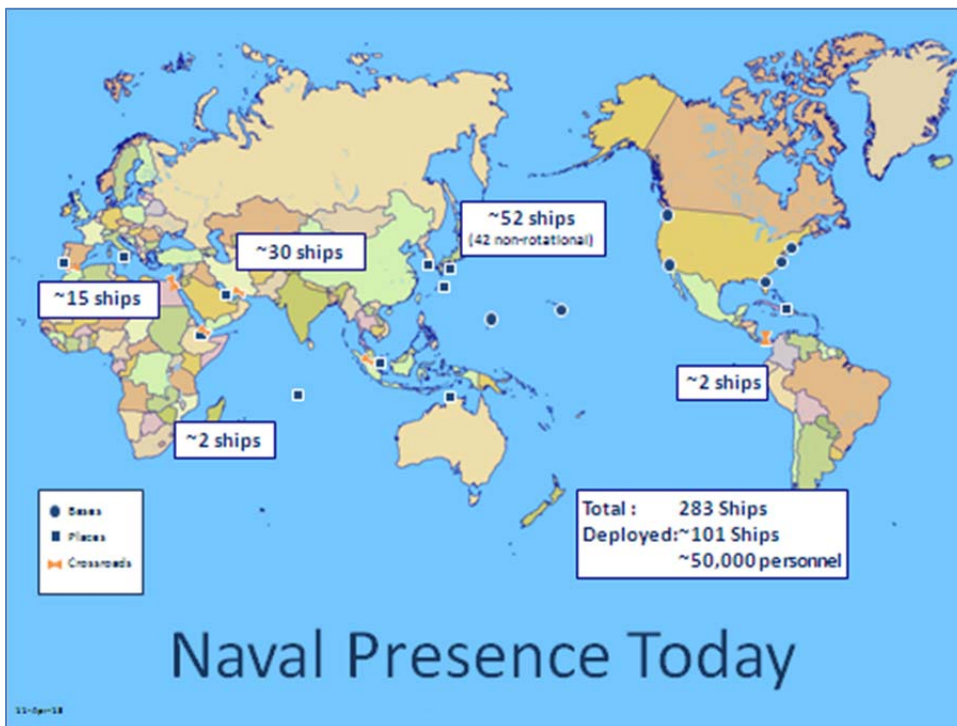 ~52 ships
(42 non-rotational)
~30 ships
~15 ships
~2 ships
~2 ships
Bases
Places
Crossroads
Total : 283 Ships
Deployed:~101 Ships
~50,000 personnel
Naval Presence Today